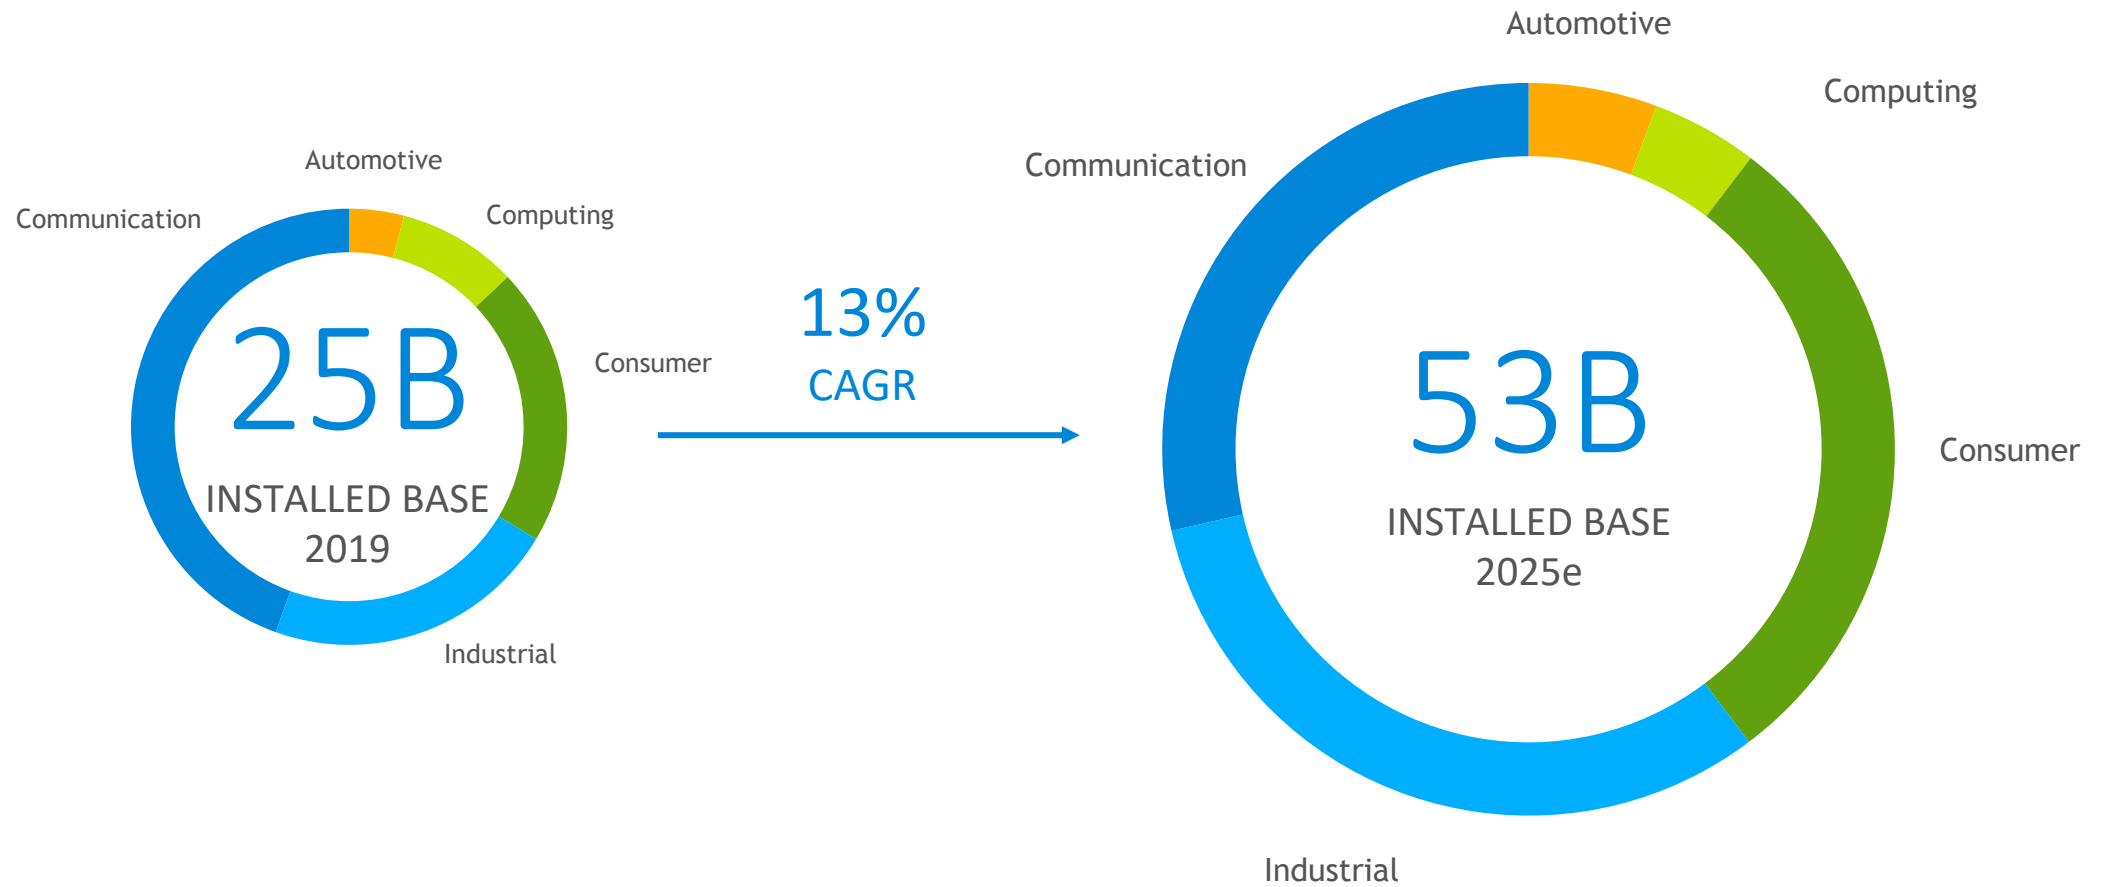 Automotive
Communication
Computing
25B
Consumer
INSTALLED BASE
2019
Industrial
13%
CAGR
Automotive
Computing
Communication
53B
Consumer
INSTALLED BASE
2025e
Industrial